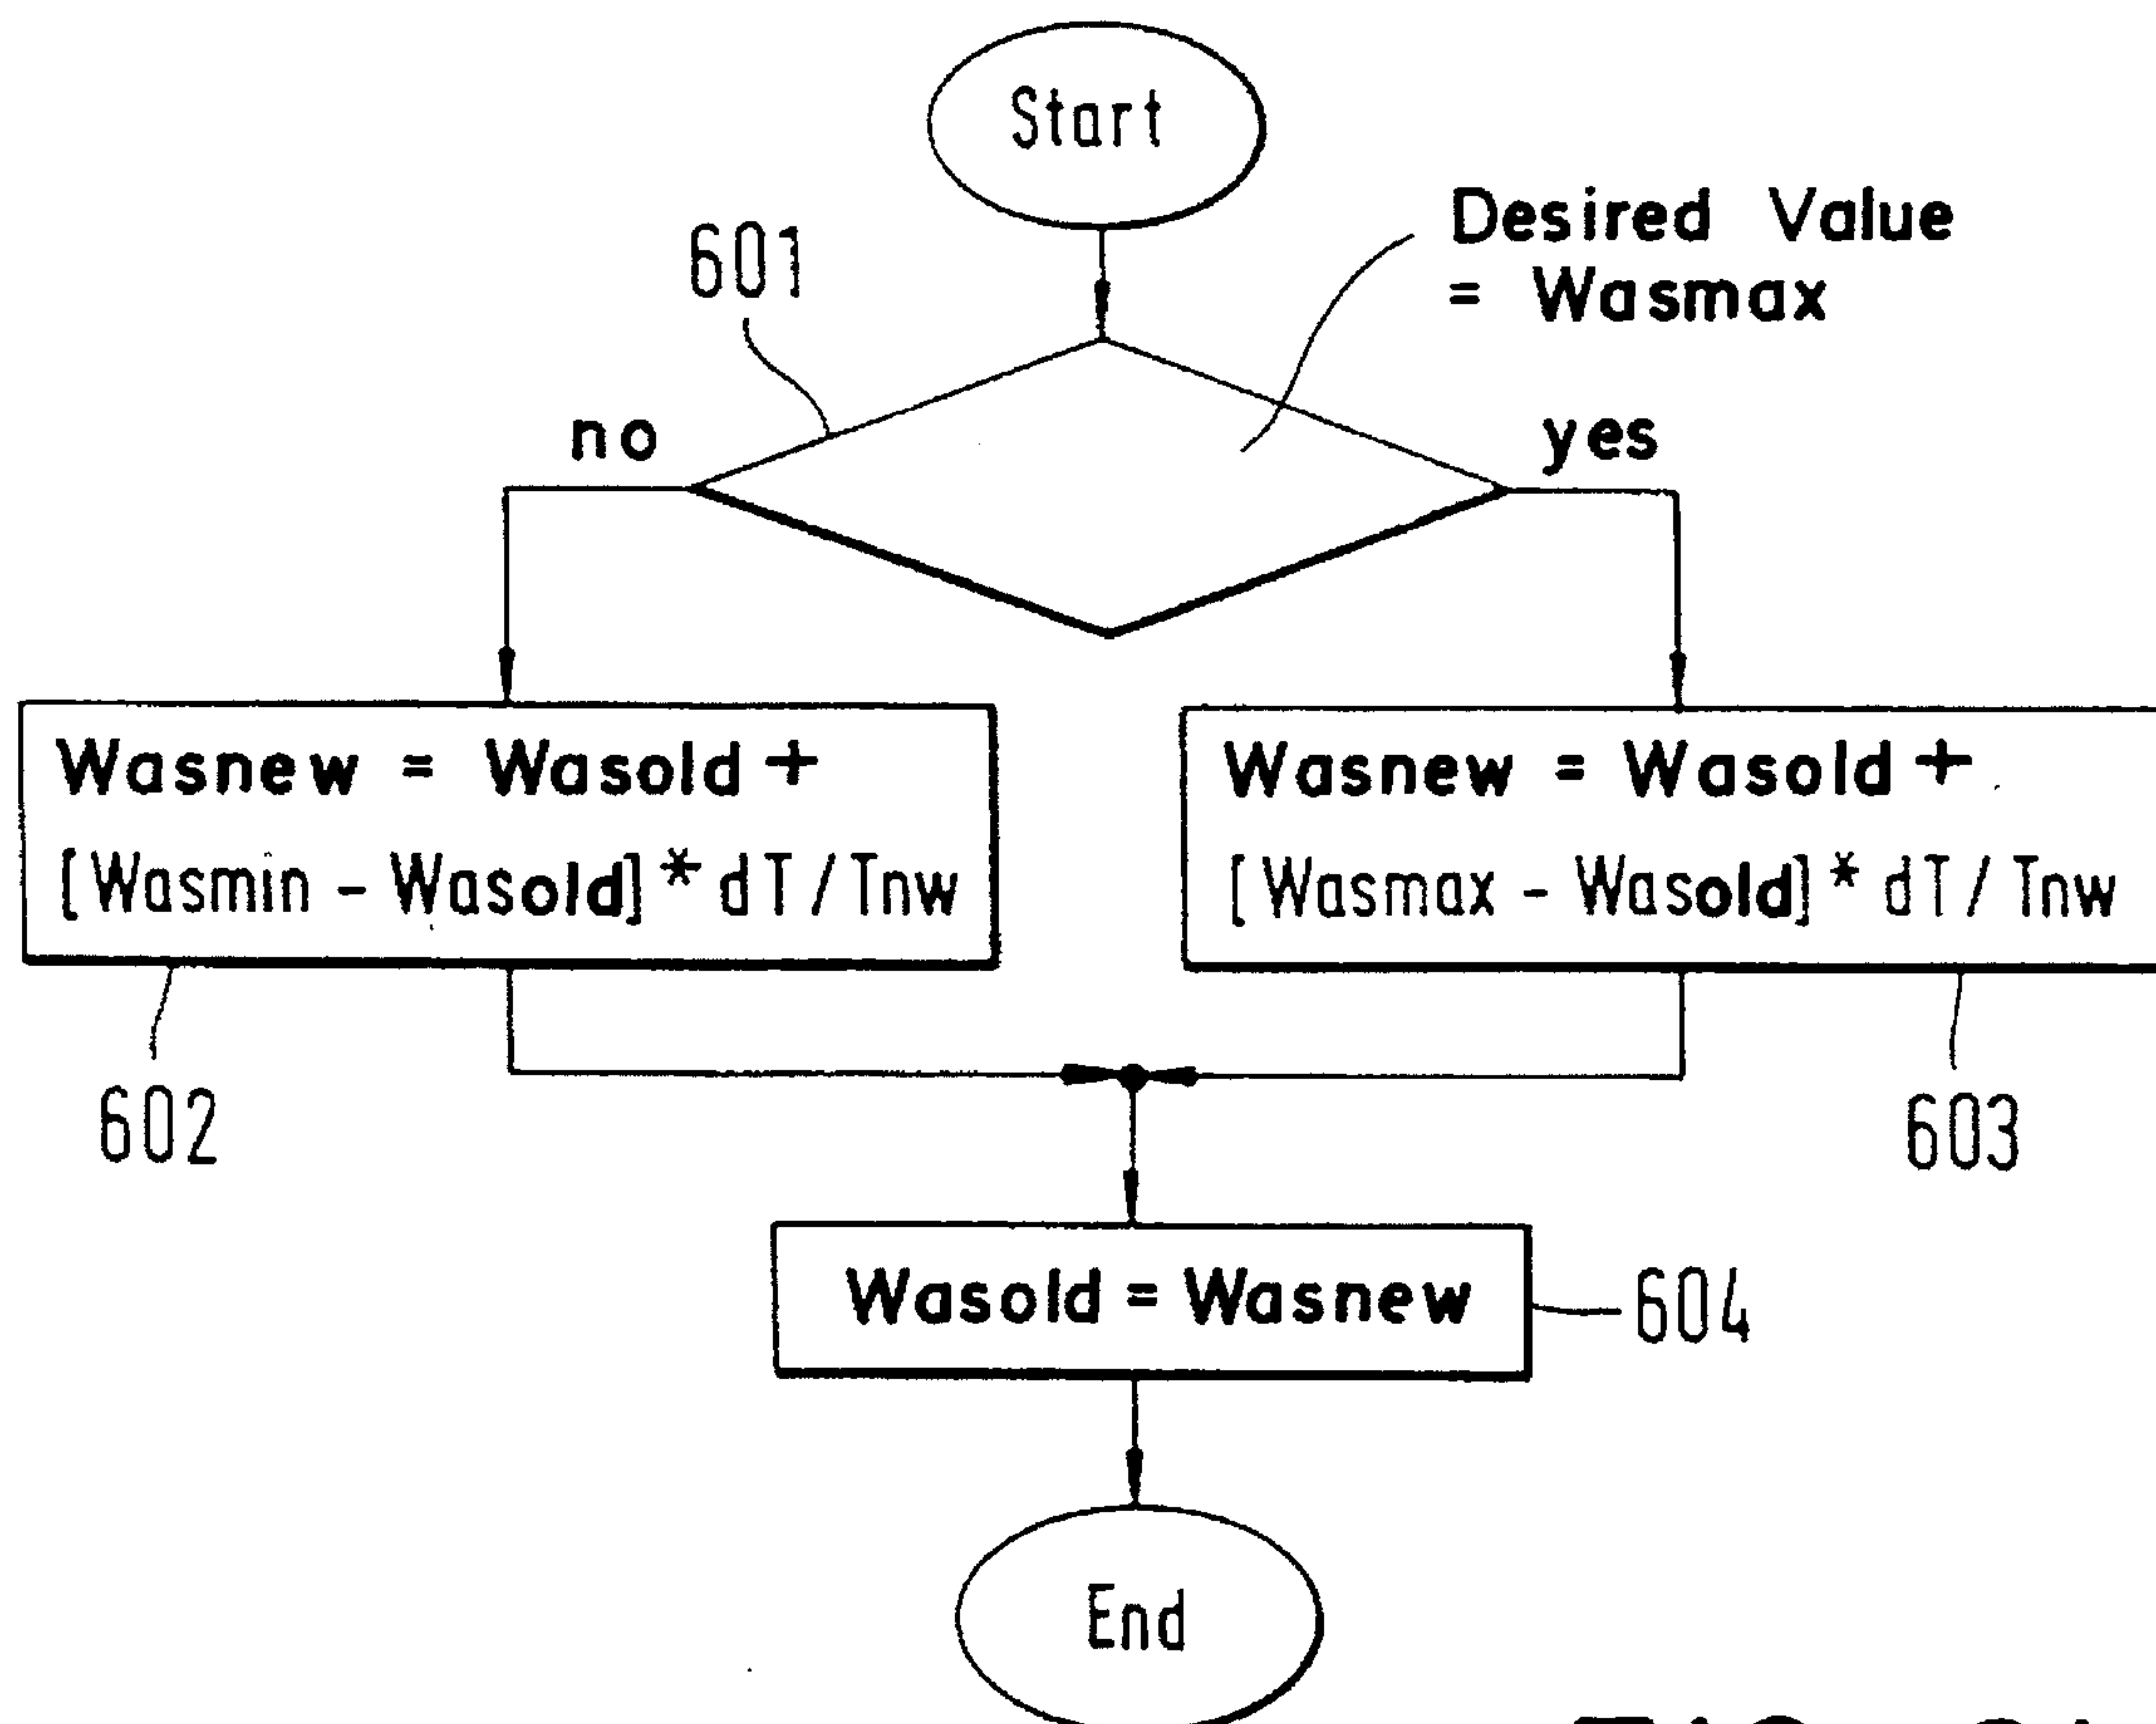 Start
601
Desired Value
= Wasmax
no
yes
Wasnew = Wasold +
[Wasmin - Wasold] * dT / Tnw
Wasnew = Wasold +
[Wasmax - Wasold] * dT / Tnw
602
603
Wasold = Wasnew
604
End